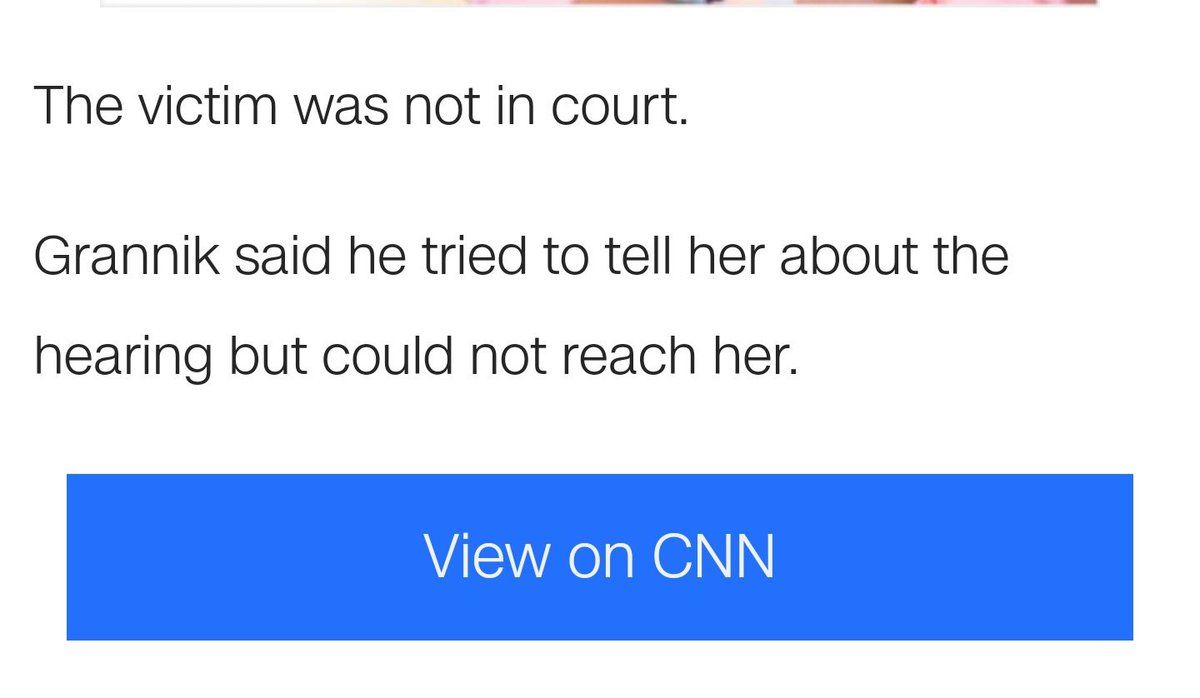 The victim was not in court.
Grannik said he tried to tell her about the
hearing but could not reach her.
View on CNN